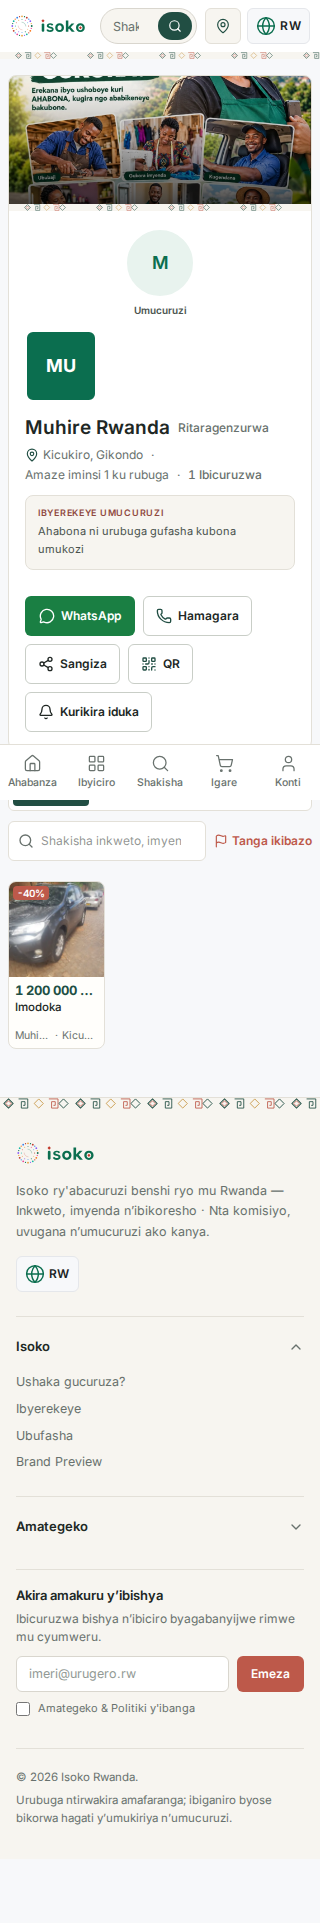 isoko
Shak
RW
Erekana ibyo ushoboye kuri
AHABONA, kugira ngo ababikeneye
bakubone.
M
Umucuruzi
MU
Muhire Rwanda Ritaragenzurwa
Kicukiro, Gikondo ·
Amaze iminsi 1 ku rubuga · 1 Ibicuruzwa
IBYEREKEYE UMUCURUZI
Ahabona ni urubuga gufasha kubona
umukozi
WhatsApp
Hamagara
Sangiza
QR
Kurikira iduka
Ahabanza
Ibyiciro
Shakisha
Igare
Konti
Shakisha inkweto, imyen
Tanga ikibazo
-40%
1 200 000 ...
Imodoka
Muhi... · Kicu...
isoko
Isoko ry'abacuruzi benshi ryo mu Rwanda —
Inkweto, imyenda n'ibikoresho · Nta komisiyo,
uvugana n'umucuruzi ako kanya.
RW
Isoko
Ushaka gucuruza?
Ibyerekeye
Ubufasha
Brand Preview
Amategeko
Akira amakuru y'ibishya
Ibicuruzwa bishya n'ibiciro byagabanyijwe rimwe
mu cyumweru.
imeri@urugero.rw
Emeza
Amategeko & Politiki y'ibanga
© 2026 Isoko Rwanda.
Urubuga ntirwakira amafaranga; ibiganiro byose
bikorwa hagati y'umukiriya n'umucuruzi.